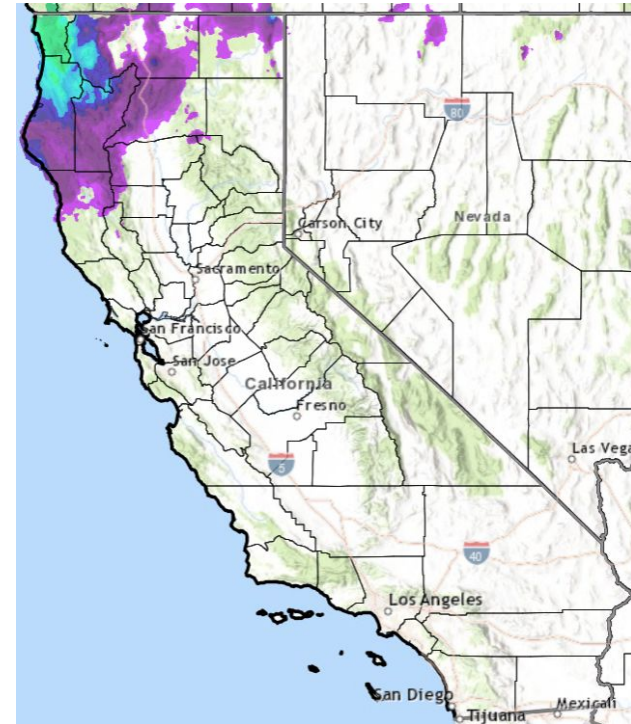 80
Carson City
Nevada
Sacramento
San Francisco
San Jose
California
Fresno
Las Vega
5
40
Los Angeles
San Diego
Tijuana
Mexicali